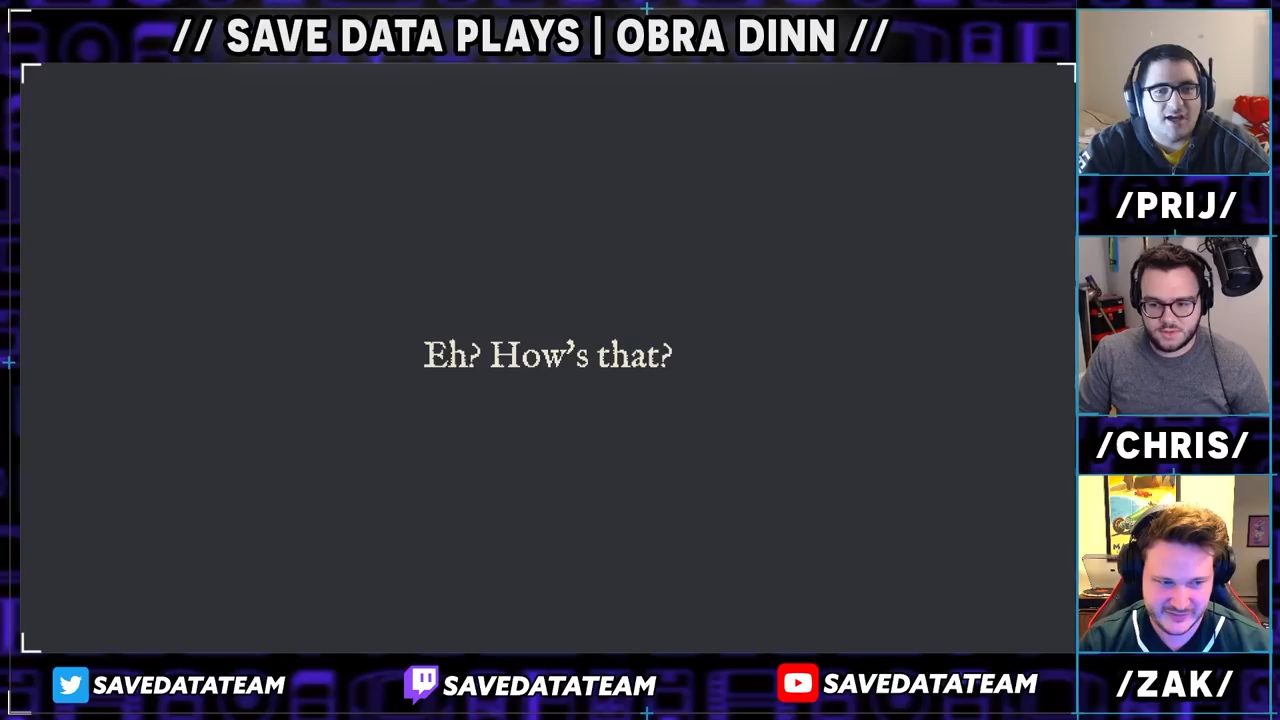 // SAVE DATA PLAYS | OBRA DINN //
/PRIJ/
Eh? How's that?
/CHRIS/
/ZAK/
SAVEDATATEAM
SAVEDATATEAM
SAVEDATATEAM